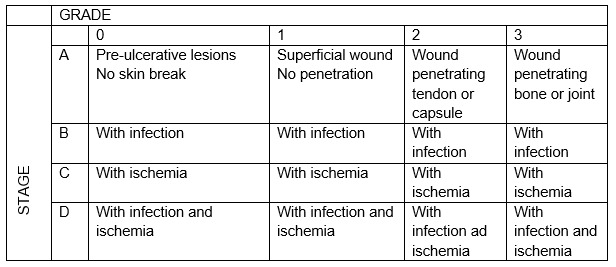 GRADE
0 1 2 3
A Pre-ulcerative lesions Superficial wound Wound Wound
No skin break No penetration penetrating penetrating
tendon or bone or joint
capsule
B With infection With infection With With
infection infection
C With ischemia With ischemia With With
ischemia ischemia
D With infection and With infection and With With
ischemia ischemia infection ad infection and
ischemia ischemia
STAGE